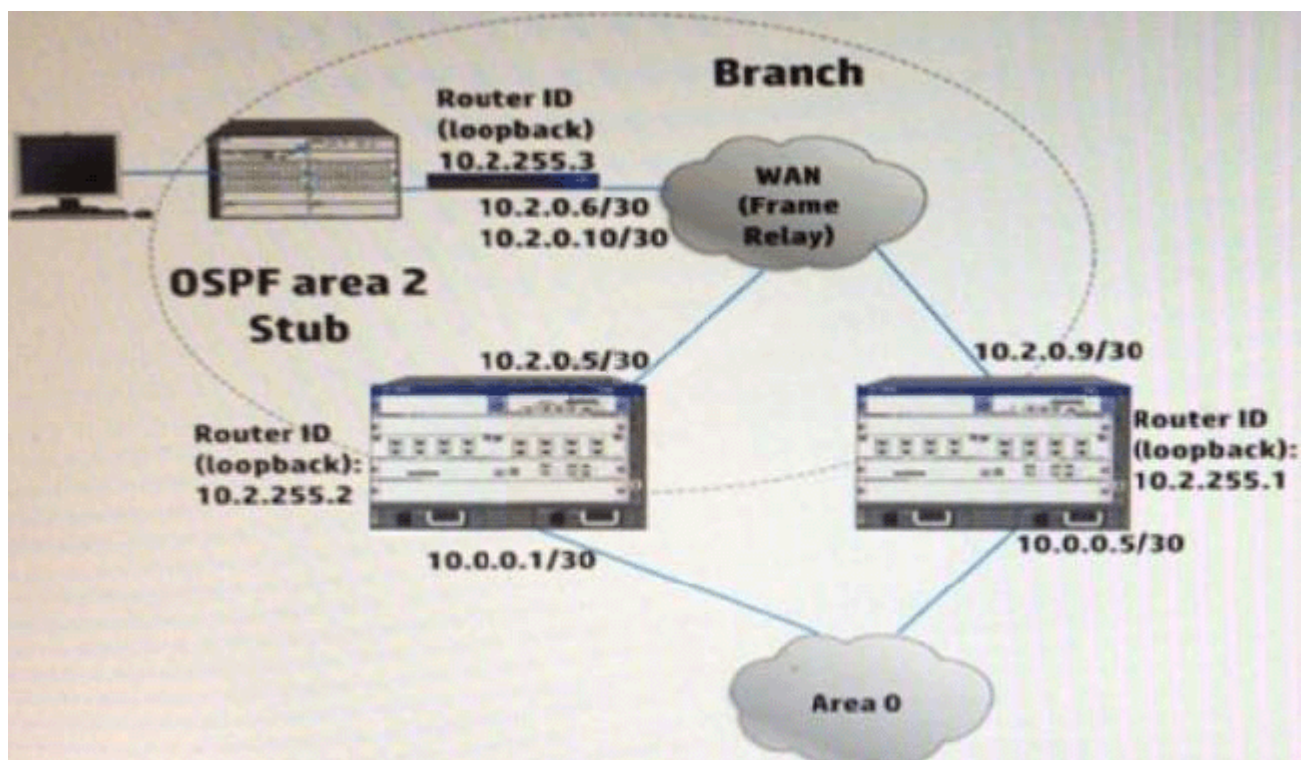 Branch
Router ID
(loopback)
10.2.255.3
10.2.0.6/30
10.2.0.10/30
WAN
(Frame
Relay)
OSPF area 2
Stub
10.2.0.5/30
10.2.0.9/30
Router ID
(loopback):
10.2.255.2
Router ID
(loopback):
10.2.255.1
10.0.0.1/30
10.0.0.5/30
Area 0